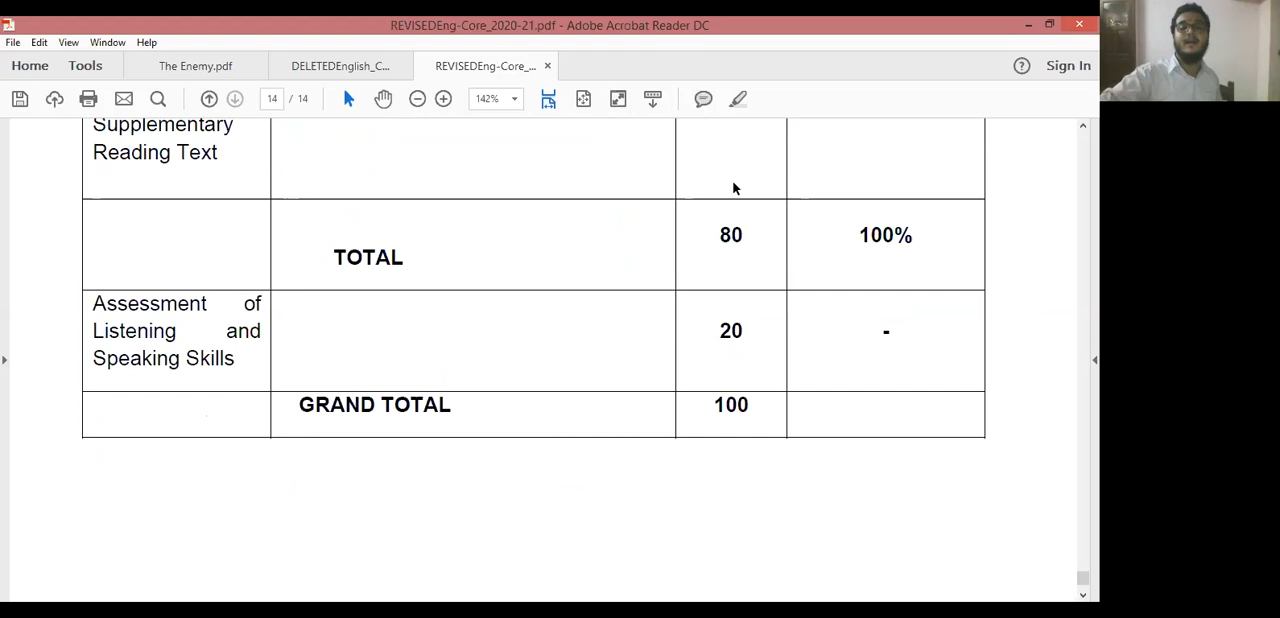 REVISEDEng-Core_2020-21.pdf - Adobe Acrobat Reader DC
File Edit View Window Help
Home Tools The Enemy.pdf DELETEDEnglish_C... REVISEDEng-Core_... × ? Sign In
14 / 14 142%
Supplementary
Reading Text
80 100%
TOTAL
Assessment of
Listening and 20 -
Speaking Skills
GRAND TOTAL 100